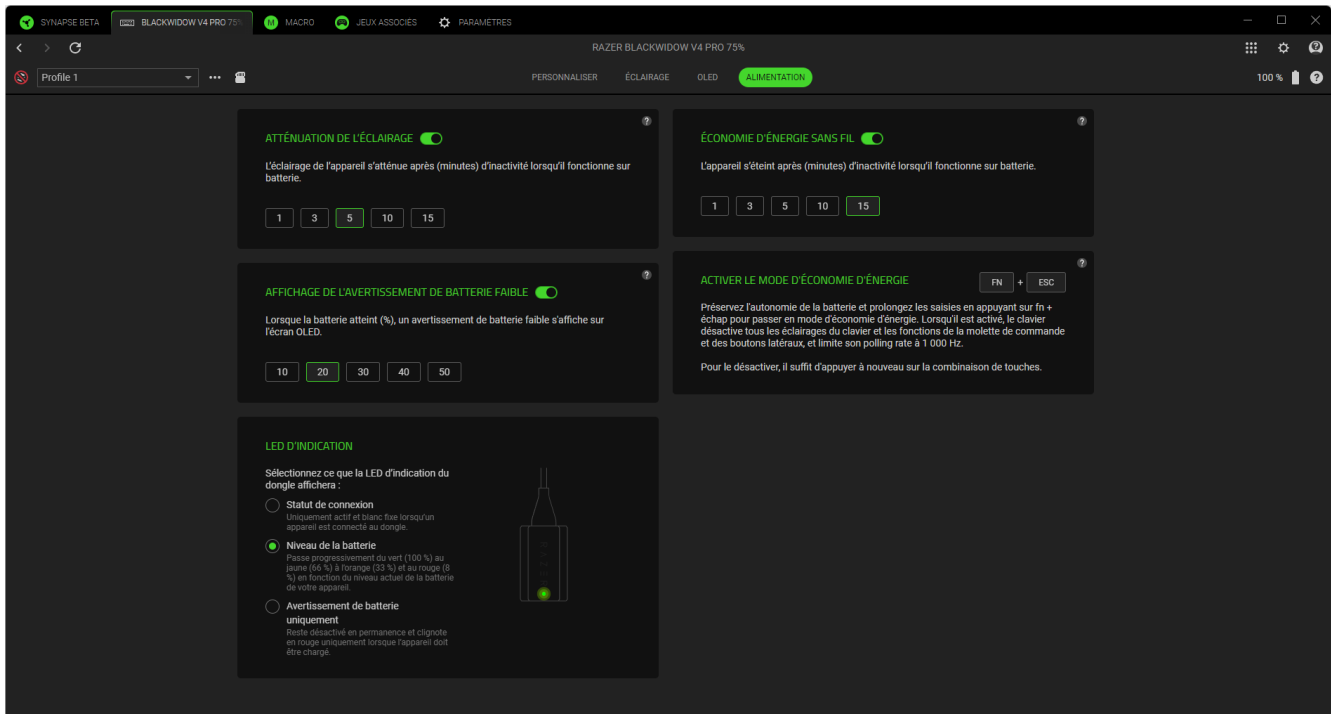 SYNAPSE BETA
BLACKWIDOW V4 PRO 75%
MACRO
JEUX ASSOCIÉS
PARAMÈTRES
RAZER BLACKWIDOW V4 PRO 75%
Profile 1
PERSONNALISER
ÉCLAIRAGE
OLED
ALIMENTATION
100 %
ATTÉNUATION DE L'ÉCLAIRAGE
L'éclairage de l'appareil s'atténue après (minutes) d'inactivité lorsqu'il fonctionne sur
batterie.
1 3 5 10 15
ÉCONOMIE D'ÉNERGIE SANS FIL
L'appareil s'éteint après (minutes) d'inactivité lorsqu'il fonctionne sur batterie.
1 3 5 10 15
AFFICHAGE DE L'AVERTISSEMENT DE BATTERIE FAIBLE
Lorsque la batterie atteint (%), un avertissement de batterie faible s'affiche sur
l'écran OLED.
10 20 30 40 50
ACTIVER LE MODE D'ÉCONOMIE D'ÉNERGIE
FN + ESC
Préservez l'autonomie de la batterie et prolongez les saisies en appuyant sur fn +
échap pour passer en mode d'économie d'énergie. Lorsqu'il est activé, le clavier
désactive tous les éclairages du clavier et les fonctions de la molette de commande
et des boutons latéraux, et limite son polling rate à 1 000 Hz.
Pour le désactiver, il suffit d'appuyer à nouveau sur la combinaison de touches.
LED D'INDICATION
Sélectionnez ce que la LED d'indication du
dongle affichera :
Statut de connexion
Uniquement actif et blanc fixe lorsqu'un
appareil est connecté au dongle.
Niveau de la batterie
Passe progressivement du vert (100 %) au
jaune (66 %) à l'orange (33 %) et au rouge (8
%) en fonction du niveau actuel de la batterie
de votre appareil.
Avertissement de batterie
uniquement
Reste désactivé en permanence et clignote
en rouge uniquement lorsque l'appareil doit
être chargé.